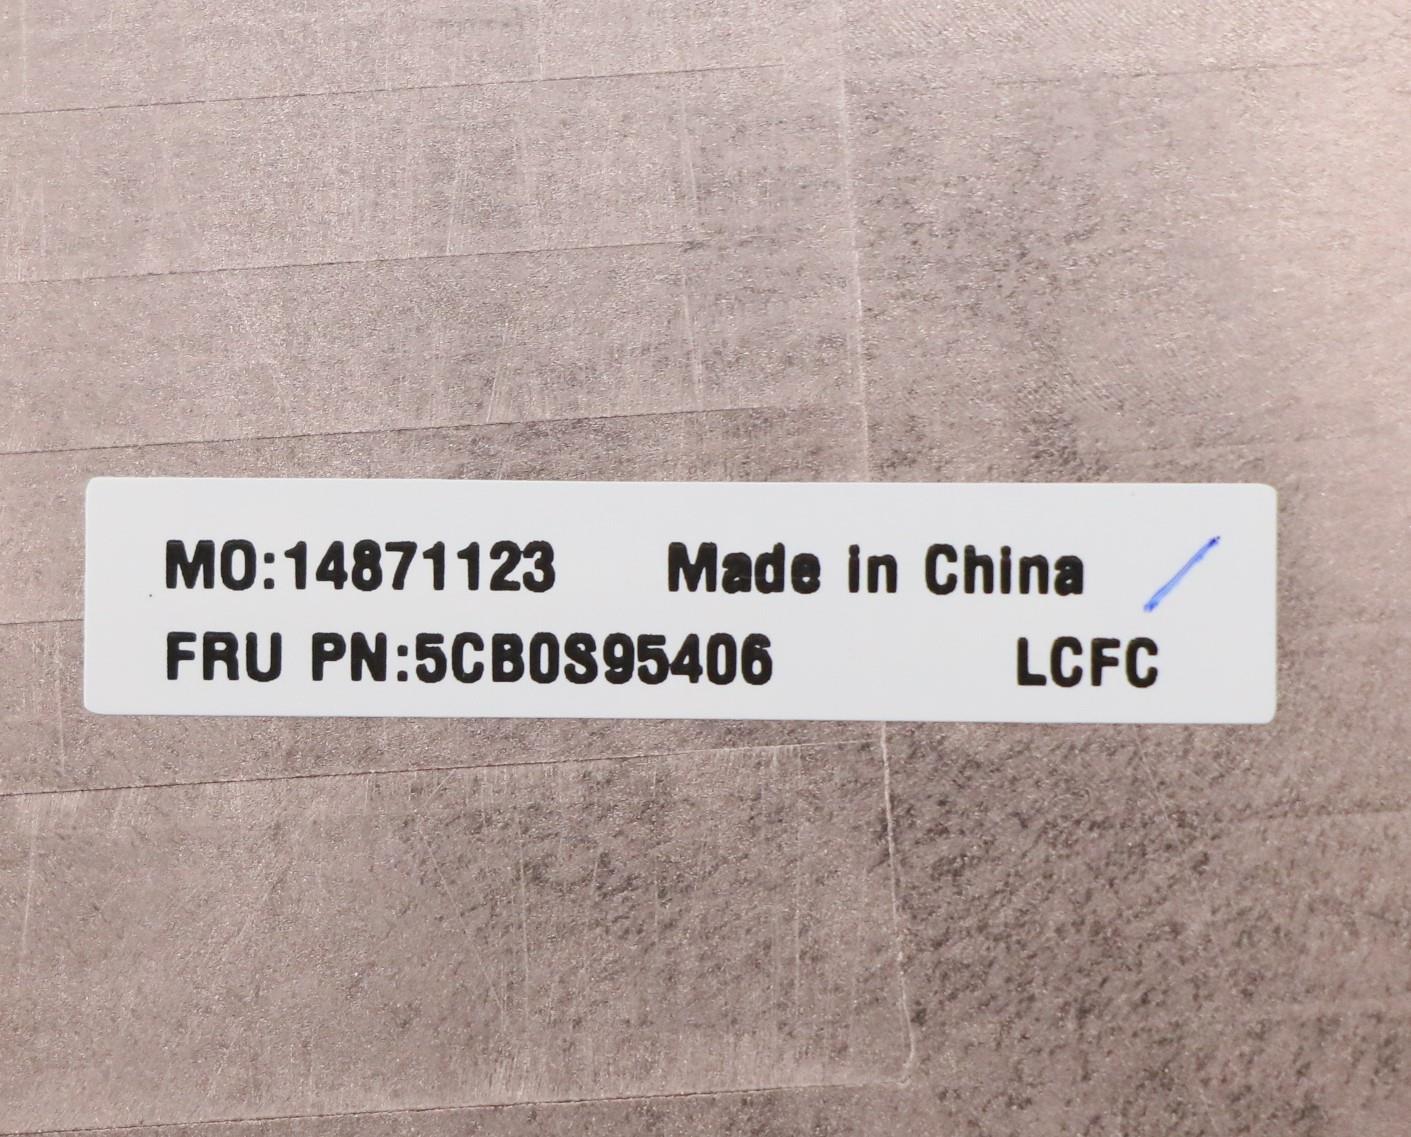 MO:14871123 Made in China
FRU PN:5CB0S95406 LCFC